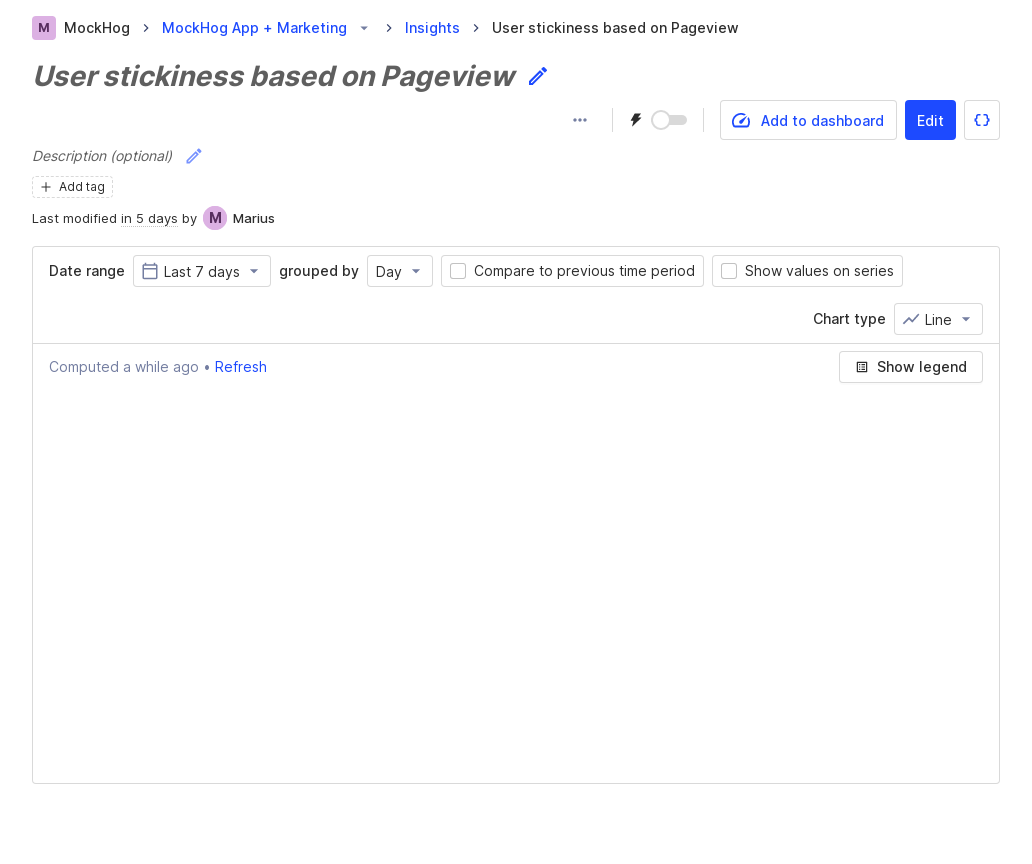 M MockHog > MockHog App + Marketing > Insights > User stickiness based on Pageview
User stickiness based on Pageview
Add to dashboard Edit {}
Description (optional)
+ Add tag
Last modified in 5 days by M Marius
Date range Last 7 days grouped by Day Compare to previous time period Show values on series
Chart type Line
Computed a while ago • Refresh Show legend